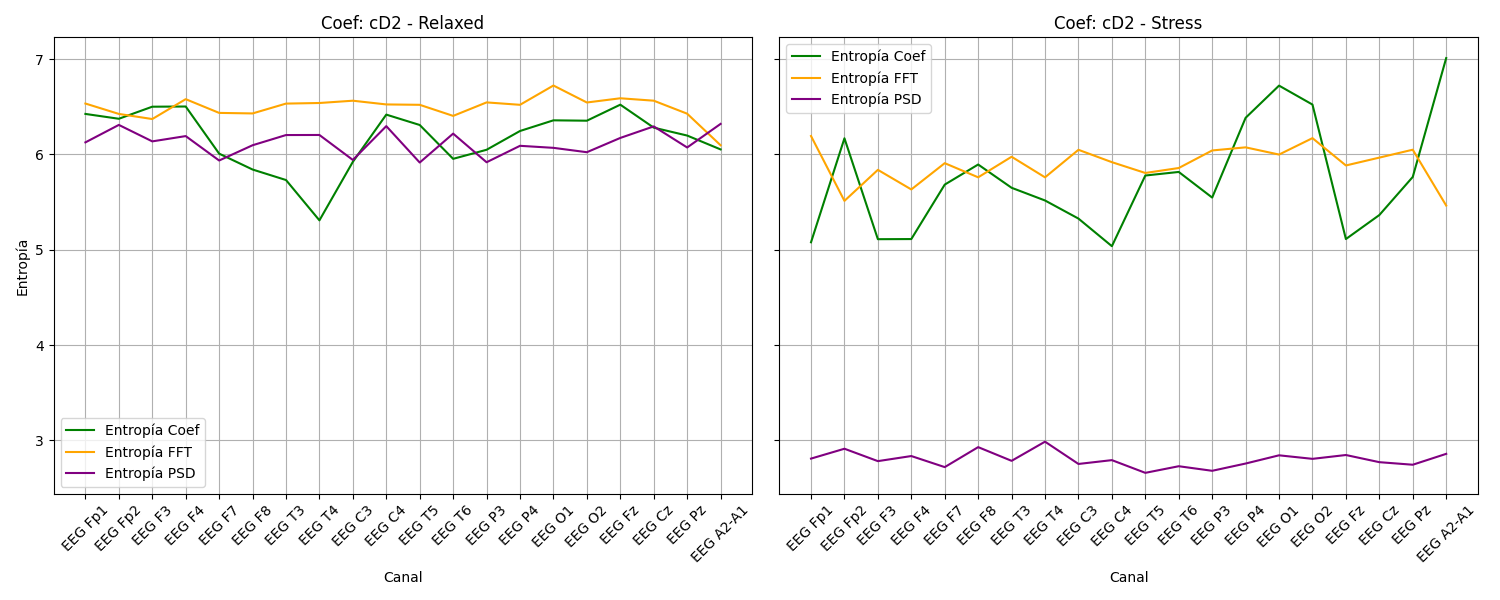 Coef: cD2 - Relaxed
Entropía
7
6
5
4
3
Entropía Coef
Entropía FFT
Entropía PSD
EEG Fp1
EEG Fp2
EEG F3
EEG F4
EEG F7
EEG F8
EEG T3
EEG T4
EEG C3
EEG C4
EEG T5
EEG T6
EEG P3
EEG P4
EEG O1
EEG O2
EEG Fz
EEG Cz
EEG Pz
EEG A2-A1
Canal
Coef: cD2 - Stress
Entropía Coef
Entropía FFT
Entropía PSD
EEG Fp1
EEG Fp2
EEG F3
EEG F4
EEG F7
EEG F8
EEG T3
EEG T4
EEG C3
EEG C4
EEG T5
EEG T6
EEG P3
EEG P4
EEG O1
EEG O2
EEG Fz
EEG Cz
EEG Pz
EEG A2-A1
Canal